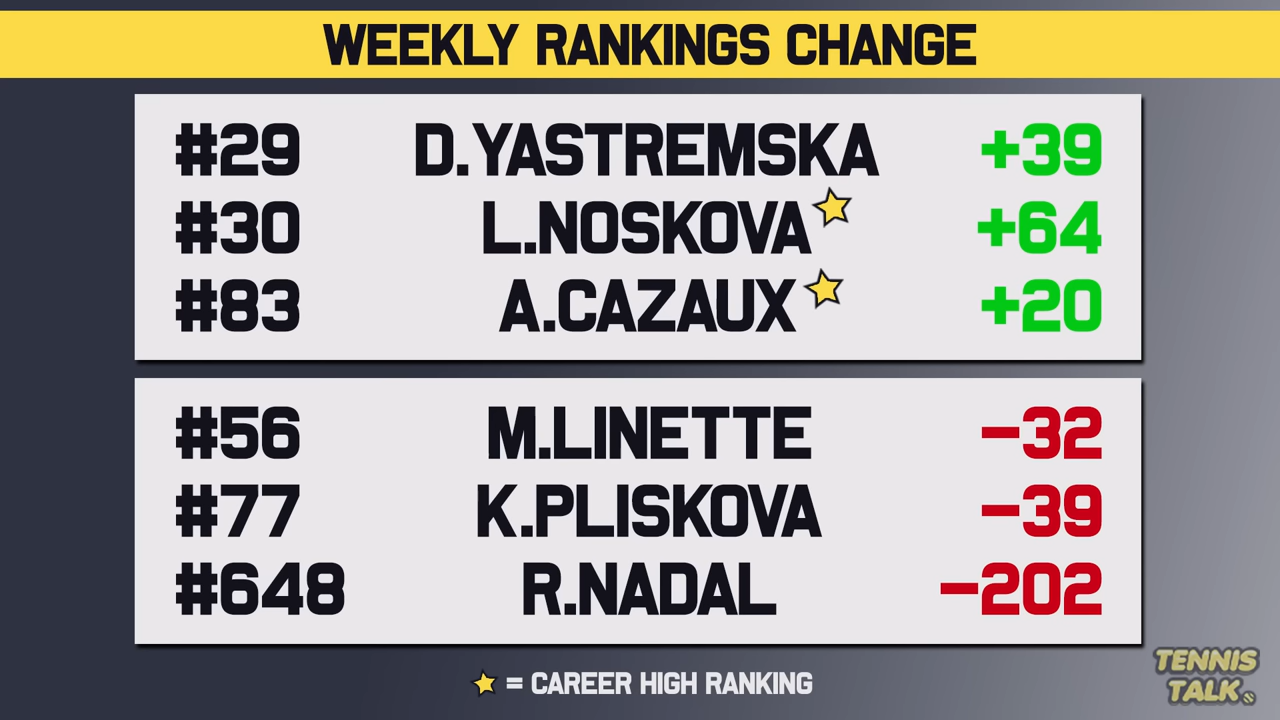 WEEKLY RANKINGS CHANGE
#29 D.YASTREMSKA +39
#30 L.NOSKOVA +64
#83 A.CAZAUX +20
#56 M.LINETTE -32
#77 K.PLISKOVA -39
#648 R.NADAL -202
= CAREER HIGH RANKING
TENNIS
TALK